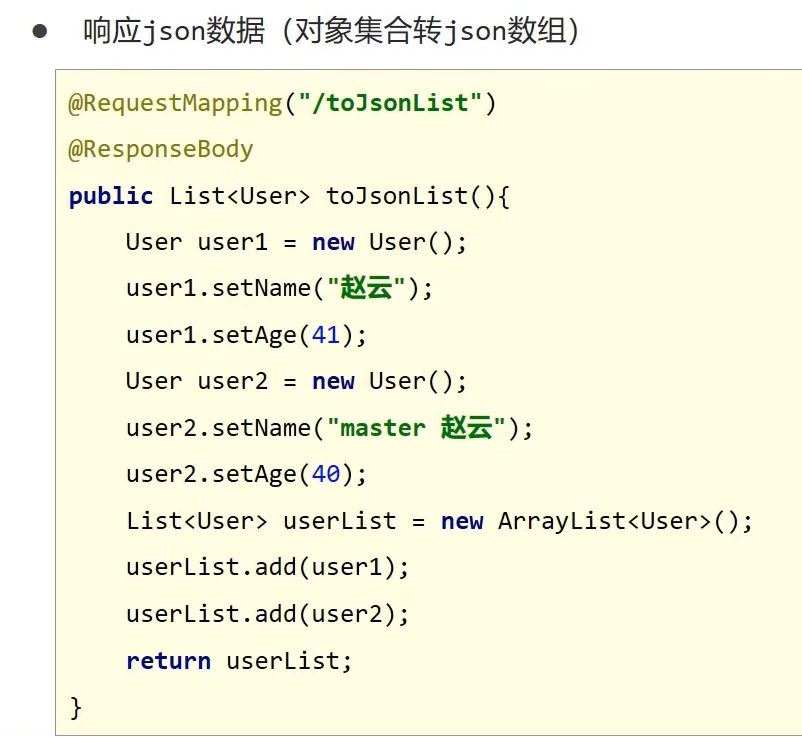 ● 响应json数据（对象集合转json数组）
@RequestMapping("/toJsonList")
@ResponseBody
public List<User> toJsonList(){
    User user1 = new User();
    user1.setName("赵云");
    user1.setAge(41);
    User user2 = new User();
    user2.setName("master 赵云");
    user2.setAge(40);
    List<User> userList = new ArrayList<User>();
    userList.add(user1);
    userList.add(user2);
    return userList;
}